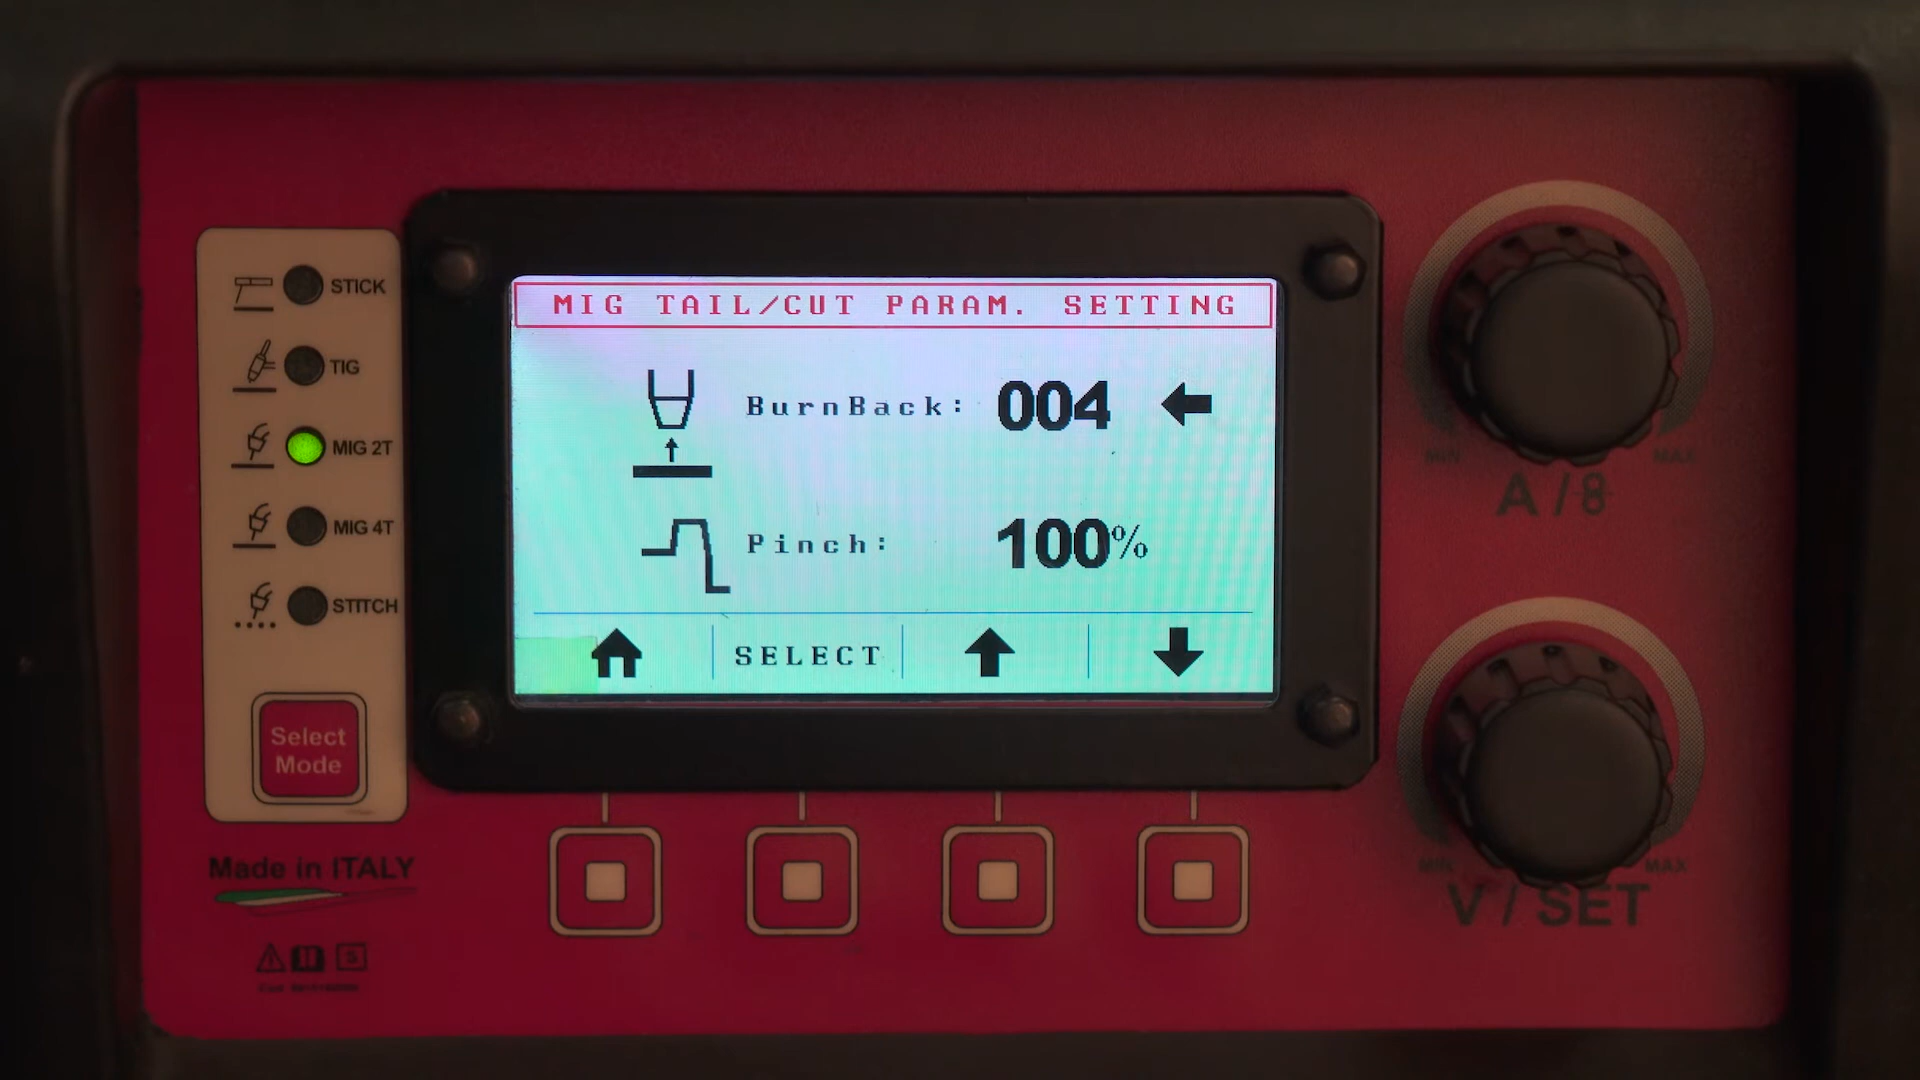 MIG TAIL/CUT PARAM. SETTING
BurnBack: 004
Pinch: 100%
SELECT
STICK
TIG
MIG 2T
MIG 4T
STITCH
Select
Mode
Made in ITALY
MIN MAX
A / 8
MIN MAX
V / SET